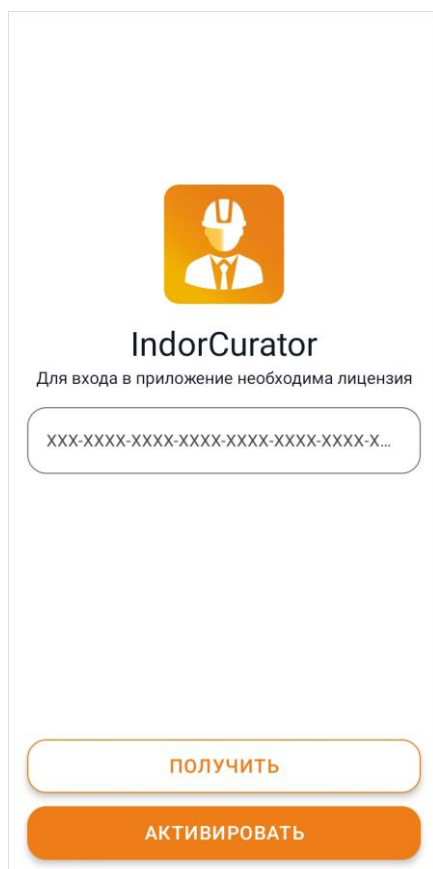 IndorCurator
Для входа в приложение необходима лицензия
XXX-XXXX-XXXX-XXXX-XXXX-XXXX-XXXX-X...
ПОЛУЧИТЬ
АКТИВИРОВАТЬ